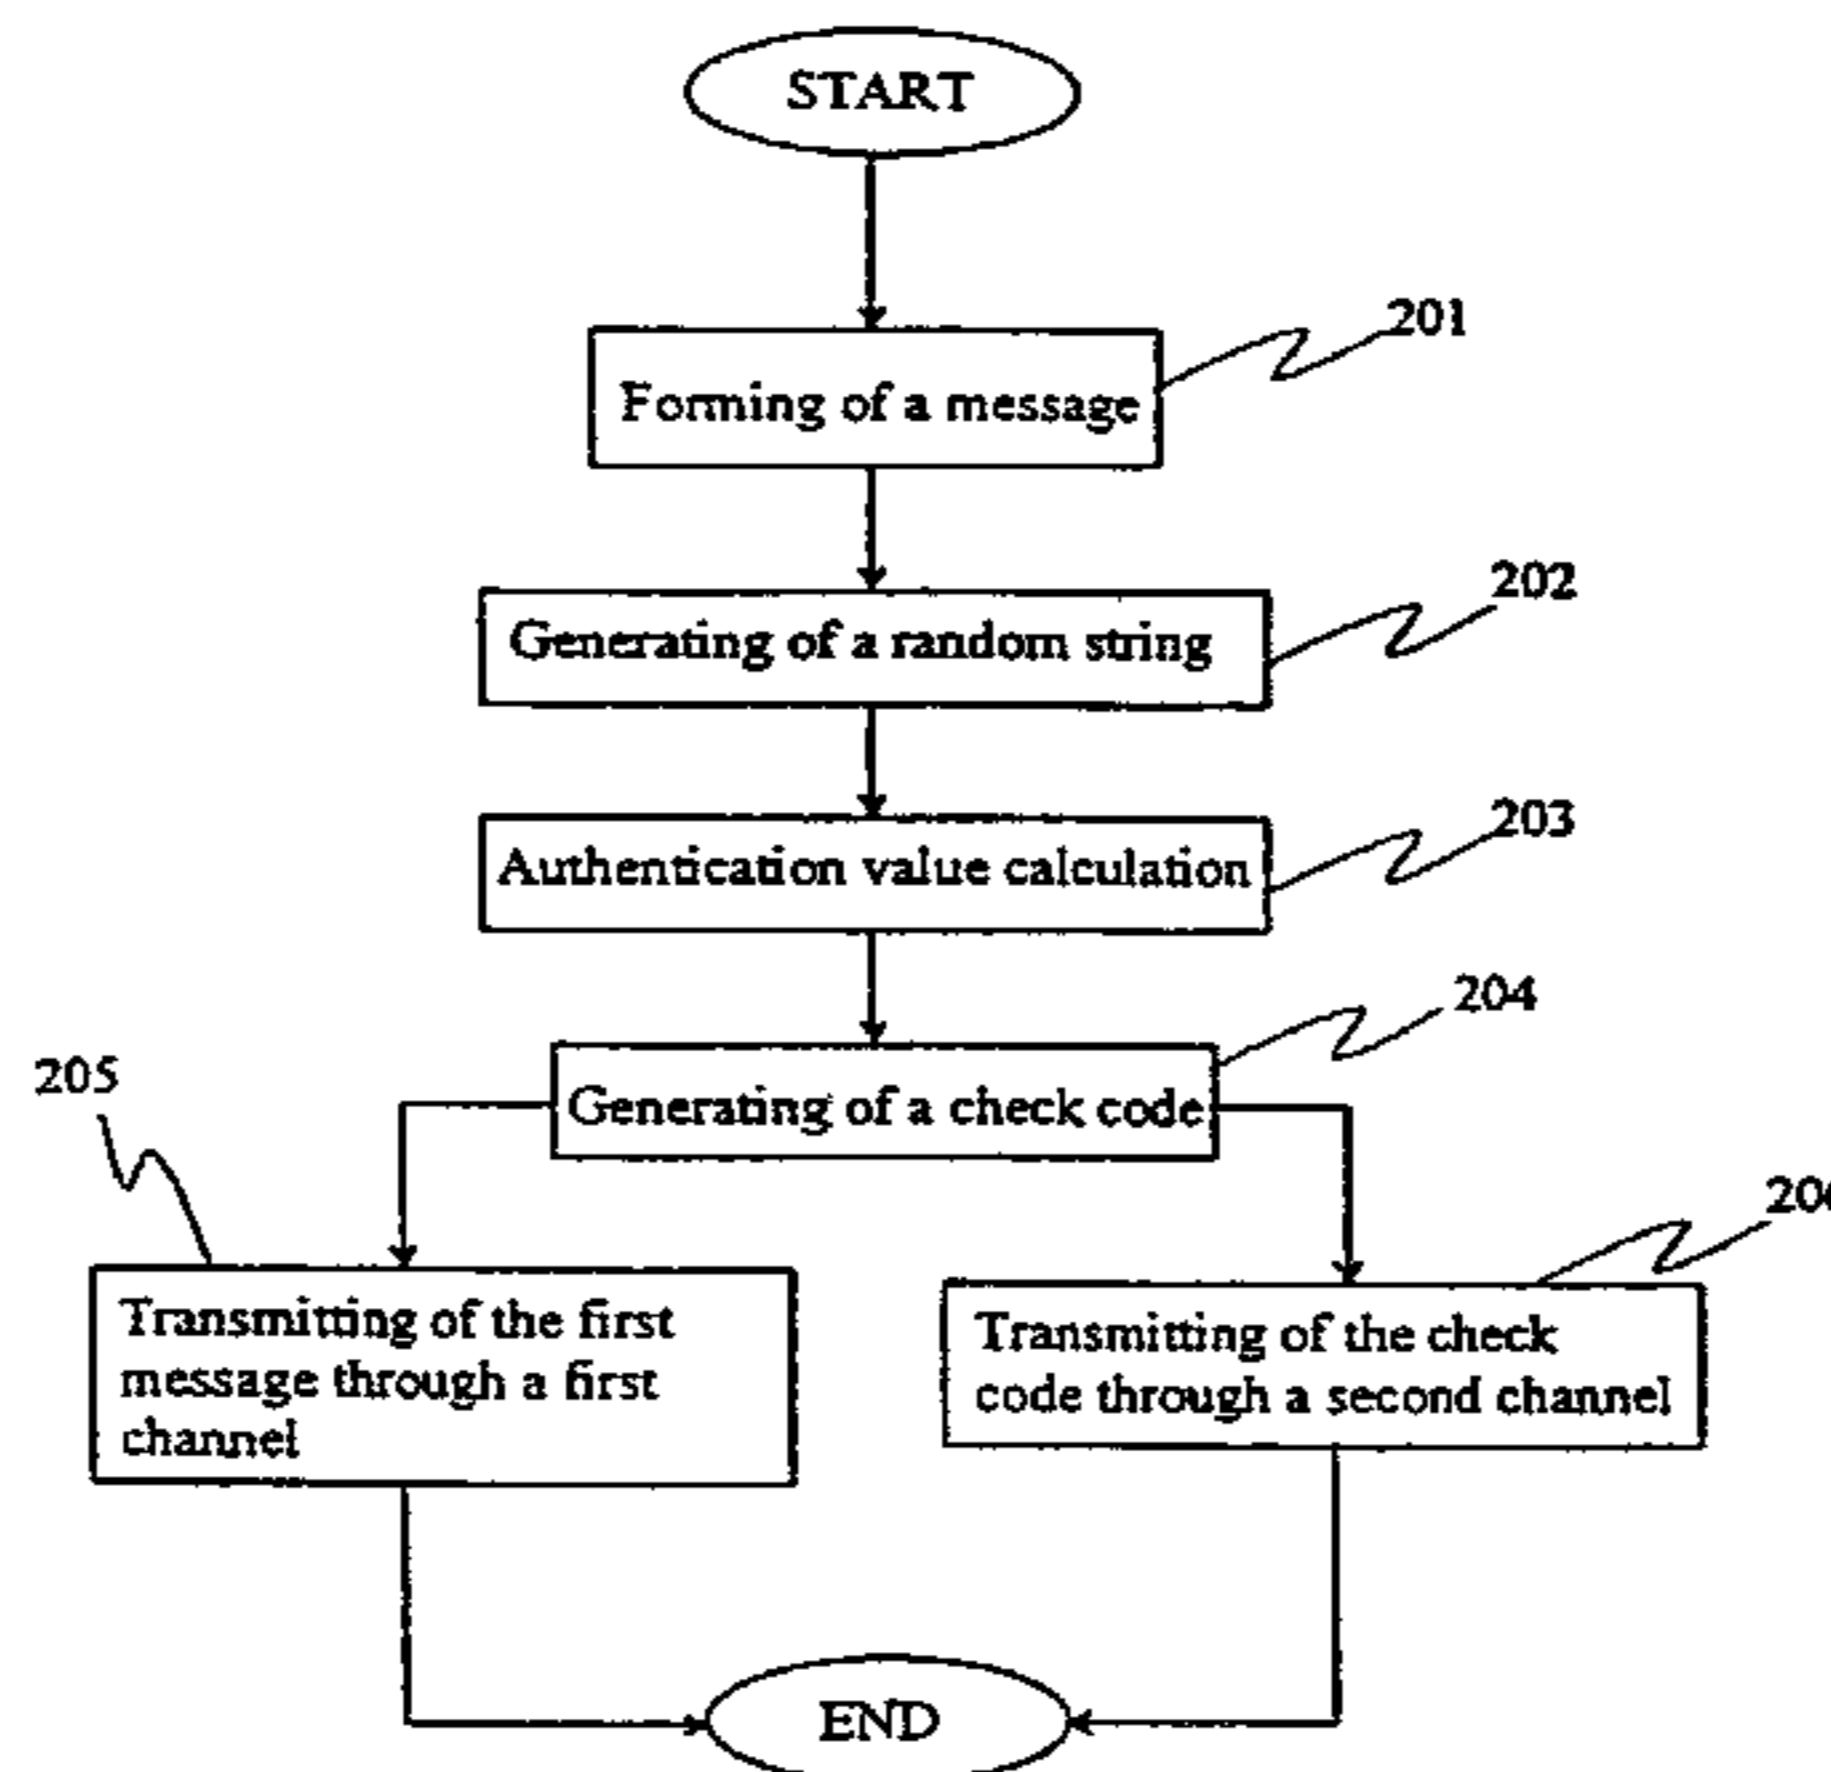 START
201
Forming of a message
202
Generating of a random string
203
Authentication value calculation
204
Generating of a check code
205
Transmitting of the first
message through a first
channel
Transmitting of the check
code through a second channel
END